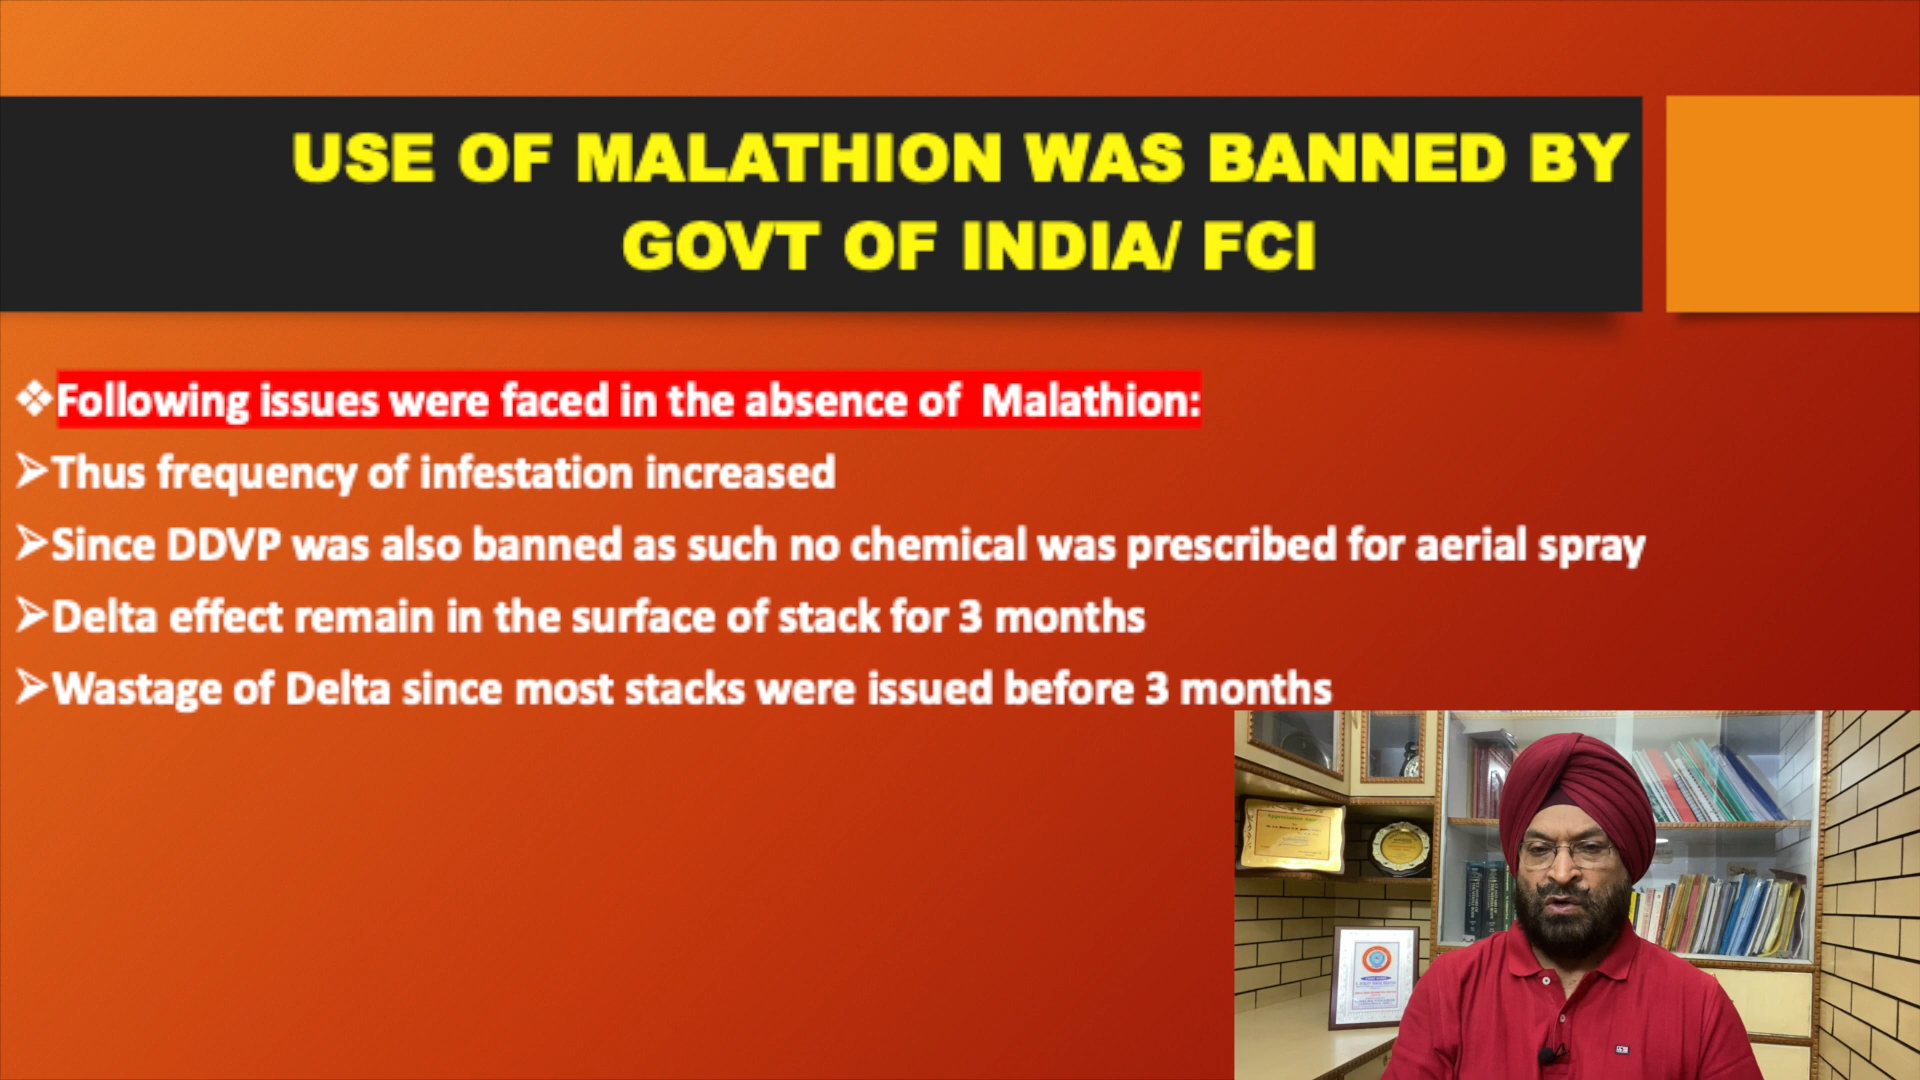 USE OF MALATHION WAS BANNED BY
GOVT OF INDIA/ FCI
❖Following issues were faced in the absence of Malathion:
➢Thus frequency of infestation increased
➢Since DDVP was also banned as such no chemical was prescribed for aerial spray
➢Delta effect remain in the surface of stack for 3 months
➢Wastage of Delta since most stacks were issued before 3 months